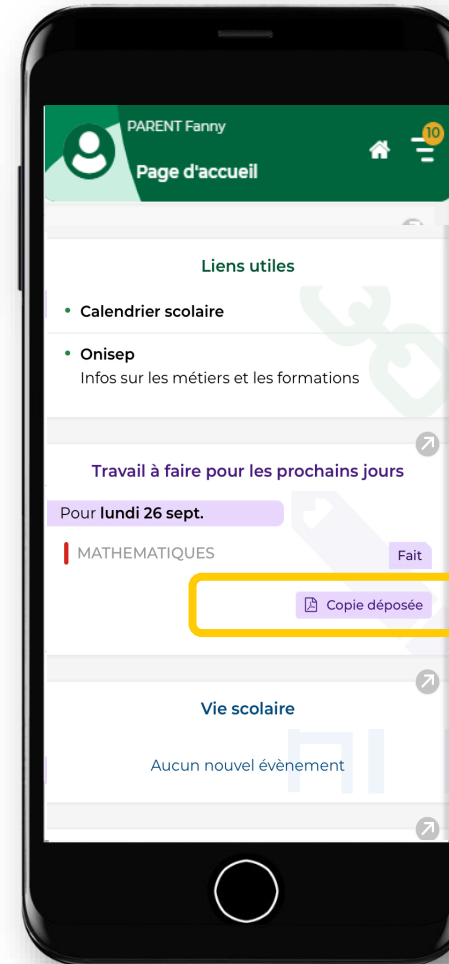 PARENT Fanny
10
Page d'accueil
Liens utiles
• Calendrier scolaire
• Onisep
Infos sur les métiers et les formations
Travail à faire pour les prochains jours
Pour lundi 26 sept.
MATHEMATIQUES
Fait
Copie déposée
Vie scolaire
Aucun nouvel évènement